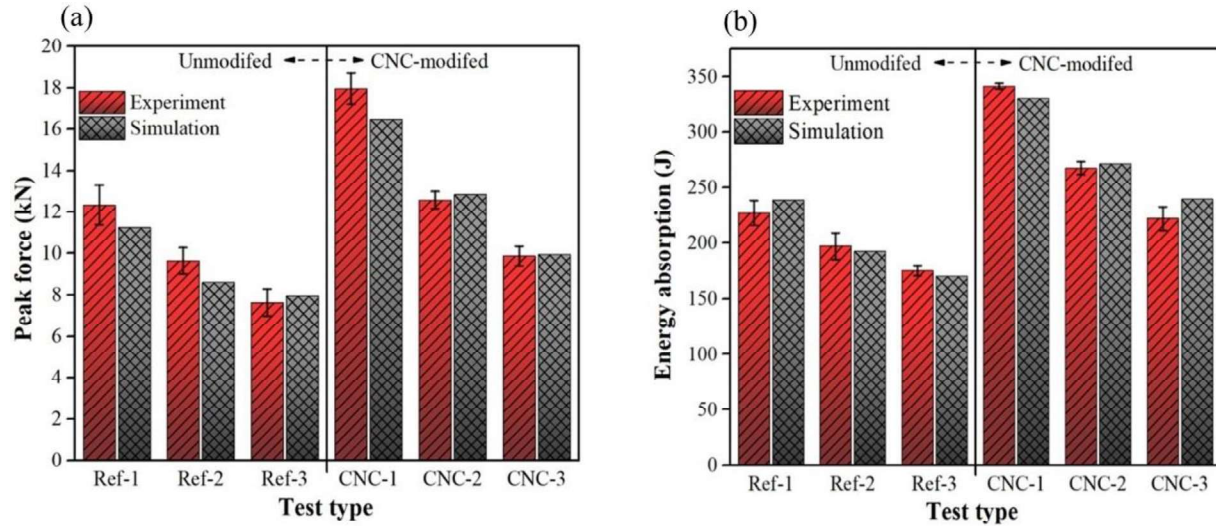 (a)
Unmodifed CNC-modifed
Experiment
Simulation
Peak force (kN)
20
18
16
14
12
10
8
6
4
2
0
Ref-1 Ref-2 Ref-3 CNC-1 CNC-2 CNC-3
Test type
(b)
Unmodifed CNC-modifed
Experiment
Simulation
Energy absorption (J)
350
300
250
200
150
100
50
0
Ref-1 Ref-2 Ref-3 CNC-1 CNC-2 CNC-3
Test type